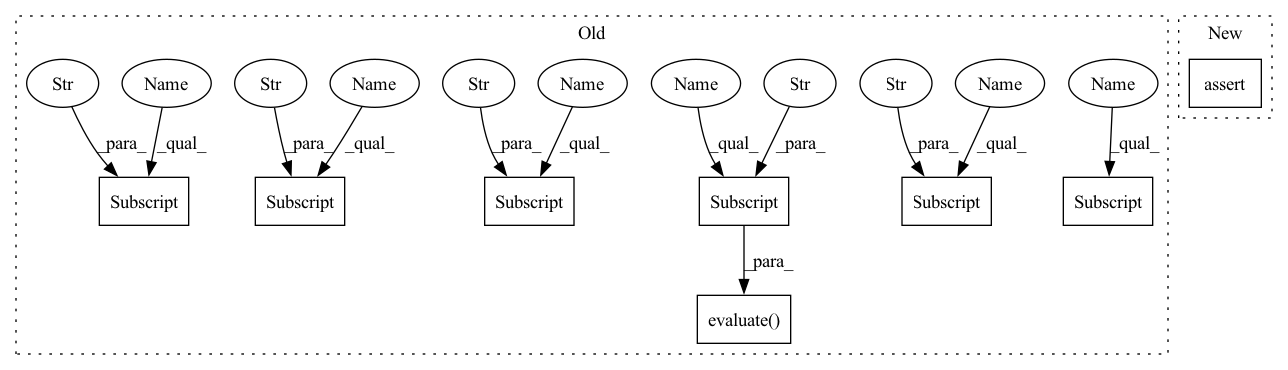 Old
New
Str
Name
Str
Name
Str
Name
Name
Str
Str
Name
Name
assert
_para_
_qual_
_para_
_qual_
_para_
_qual_
_qual_
_para_
_para_
_qual_
_qual_
Subscript
Subscript
Subscript
Subscript
Subscript
Subscript
_para_
evaluate()